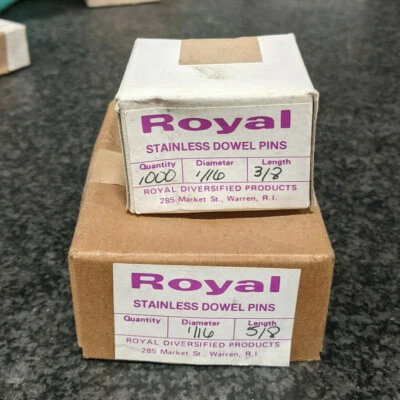 Royal
STAINLESS DOWEL PINS
Quantity Diameter Length
1000 1/16 3/8
ROYAL DIVERSIFIED PRODUCTS
285 Market St., Warren, R.I.
Royal
STAINLESS DOWEL PINS
Quantity Diameter Length
1/16 5/8
ROYAL DIVERSIFIED PRODUCTS
285 Market St., Warren, R.I.